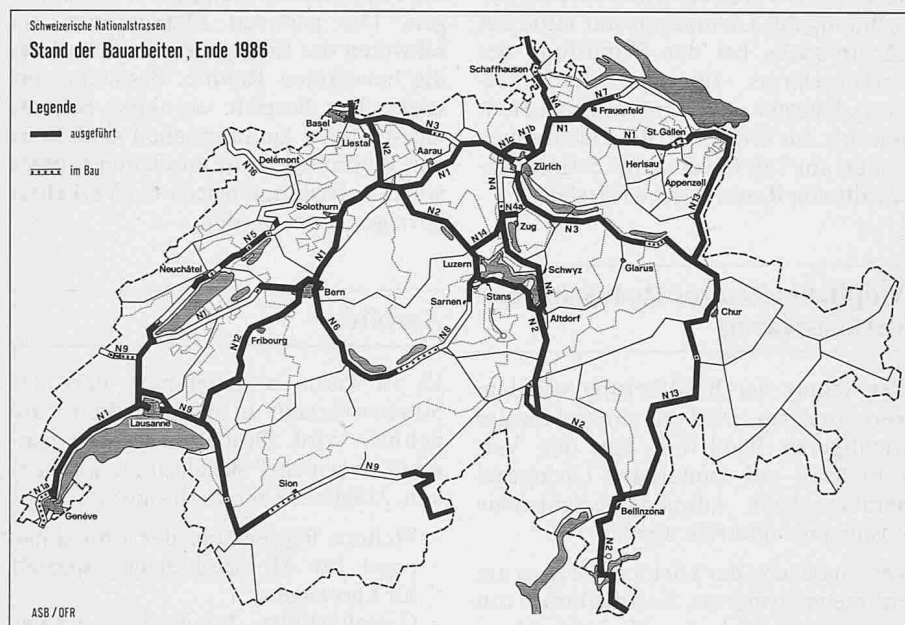 Schweizerische Nationalstrassen
Stand der Bauarbeiten, Ende 1986
Legende
ausgeführt
im Bau
Schaffhausen
Basel
N3
N7
Frauenfeld
Liestal
N2
Aarau
N1
N1c
N1b
N1
N1
St.Gallen
Zürich
Herisau
Appenzell
Delémont
N16
N4
N4a
N13
Solothurn
N2
Zug
N3
N5
N1
N14
Neuchâtel
Luzern
Schwyz
Glarus
Bern
Sarnen
Stans
N4
Altdorf
Chur
N1
N6
N8
N2
N9
N12
Fribourg
N1
N9
Lausanne
N2
N13
N1a
Genève
Sion
N9
Bellinzona
N2
ASB / OFR